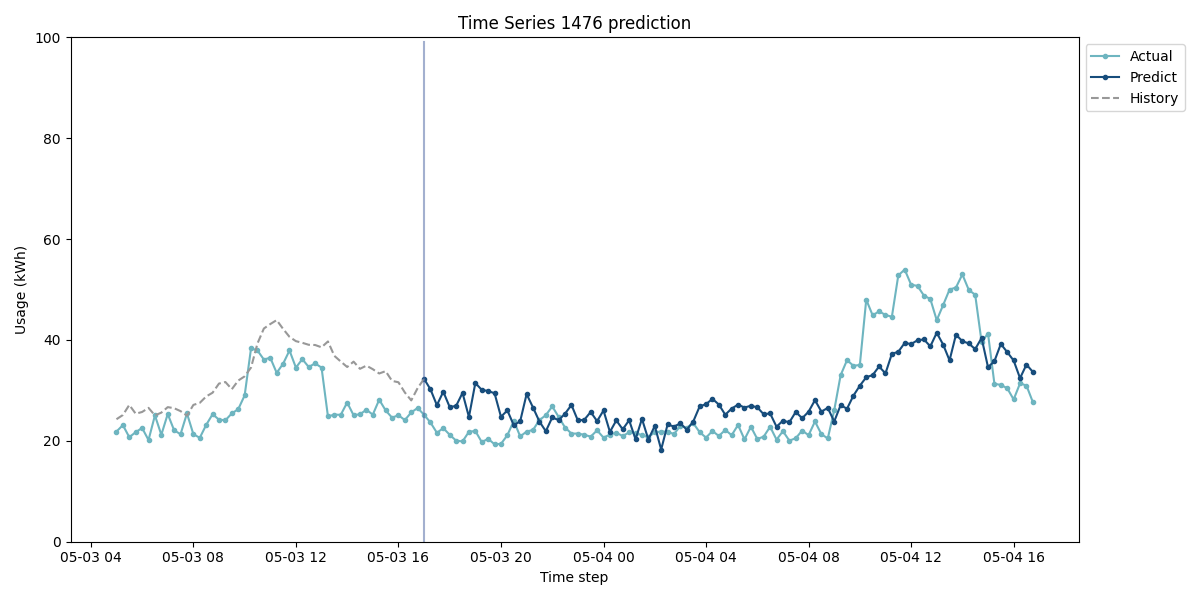 Time Series 1476 prediction
100
80
60
40
20
0
Usage (kWh)
05-03 04
05-03 08
05-03 12
05-03 16
05-03 20
05-04 00
05-04 04
05-04 08
05-04 12
05-04 16
Time step
Actual
Predict
History